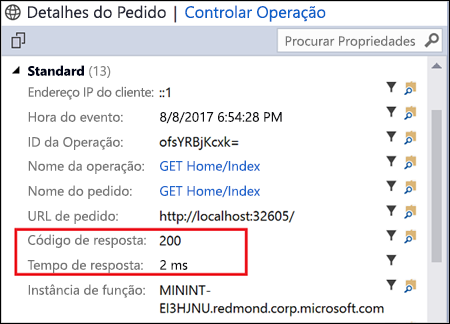 Detalhes do Pedido | Controlar Operação
Procurar Propriedades
Standard (13)
Endereço IP do cliente: ::1
Hora do evento: 8/8/2017 6:54:28 PM
ID da Operação: ofsYRBjKcxk=
Nome da operação: GET Home/Index
Nome do pedido: GET Home/Index
URL de pedido: http://localhost:32605/
Código de resposta: 200
Tempo de resposta: 2 ms
Instância de função: MININT-
EI3HJNU.redmond.corp.microsoft.com